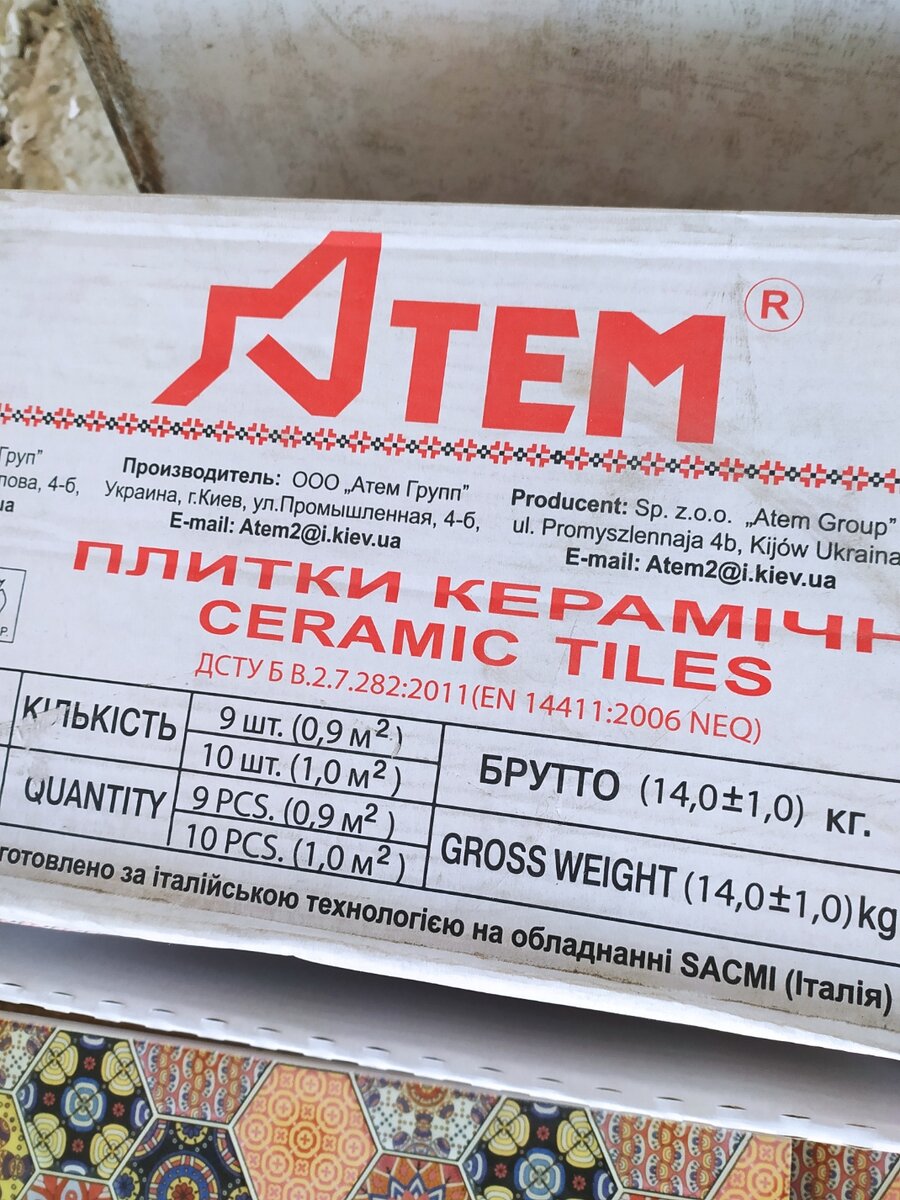 АТЕМ ®
Груп”
4-б,
Производитель: ООО „Атем Групп”
Украина, г.Киев, ул.Промышленная, 4-б,
E-mail: Atem2@i.kiev.ua
Producent: Sp. z.o.o. „Atem Group”
ul. Promyszlennaja 4b, Kijów Ukraina
E-mail: Atem2@i.kiev.ua
ПЛИТКИ КЕРАМІЧН
CERAMIC TILES
ДСТУ Б В.2.7.282:2011(EN 14411:2006 NEQ)
КІЛЬКІСТЬ
9 шт. (0,9 м²)
10 шт. (1,0 м²)
QUANTITY
9 PCS. (0,9 м²)
10 PCS. (1,0 м²)
БРУТТО (14,0±1,0) кг.
GROSS WEIGHT (14,0±1,0)kg
готовлено за італійською технологією на обладнанні SACMI (Італія)